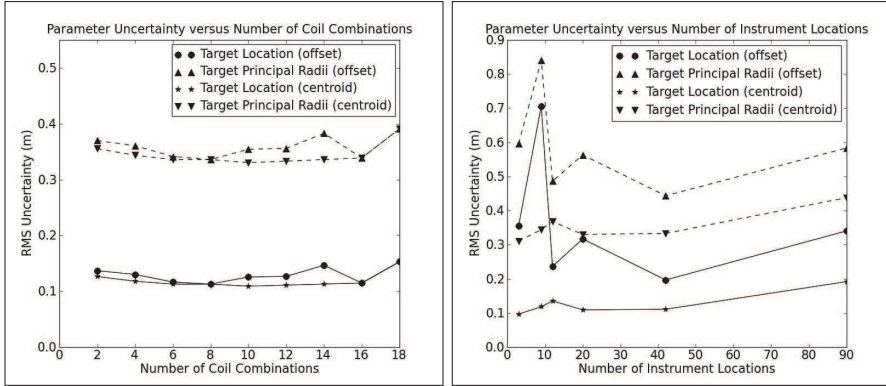 Parameter Uncertainty versus Number of Coil Combinations
Target Location (offset)
Target Principal Radii (offset)
Target Location (centroid)
Target Principal Radii (centroid)
RMS Uncertainty (m)
0.5
0.4
0.3
0.2
0.1
0.0
0 2 4 6 8 10 12 14 16 18
Number of Coil Combinations
Parameter Uncertainty versus Number of Instrument Locations
Target Location (offset)
Target Principal Radii (offset)
Target Location (centroid)
Target Principal Radii (centroid)
RMS Uncertainty (m)
0.9
0.8
0.7
0.6
0.5
0.4
0.3
0.2
0.1
0.0
0 10 20 30 40 50 60 70 80 90
Number of Instrument Locations